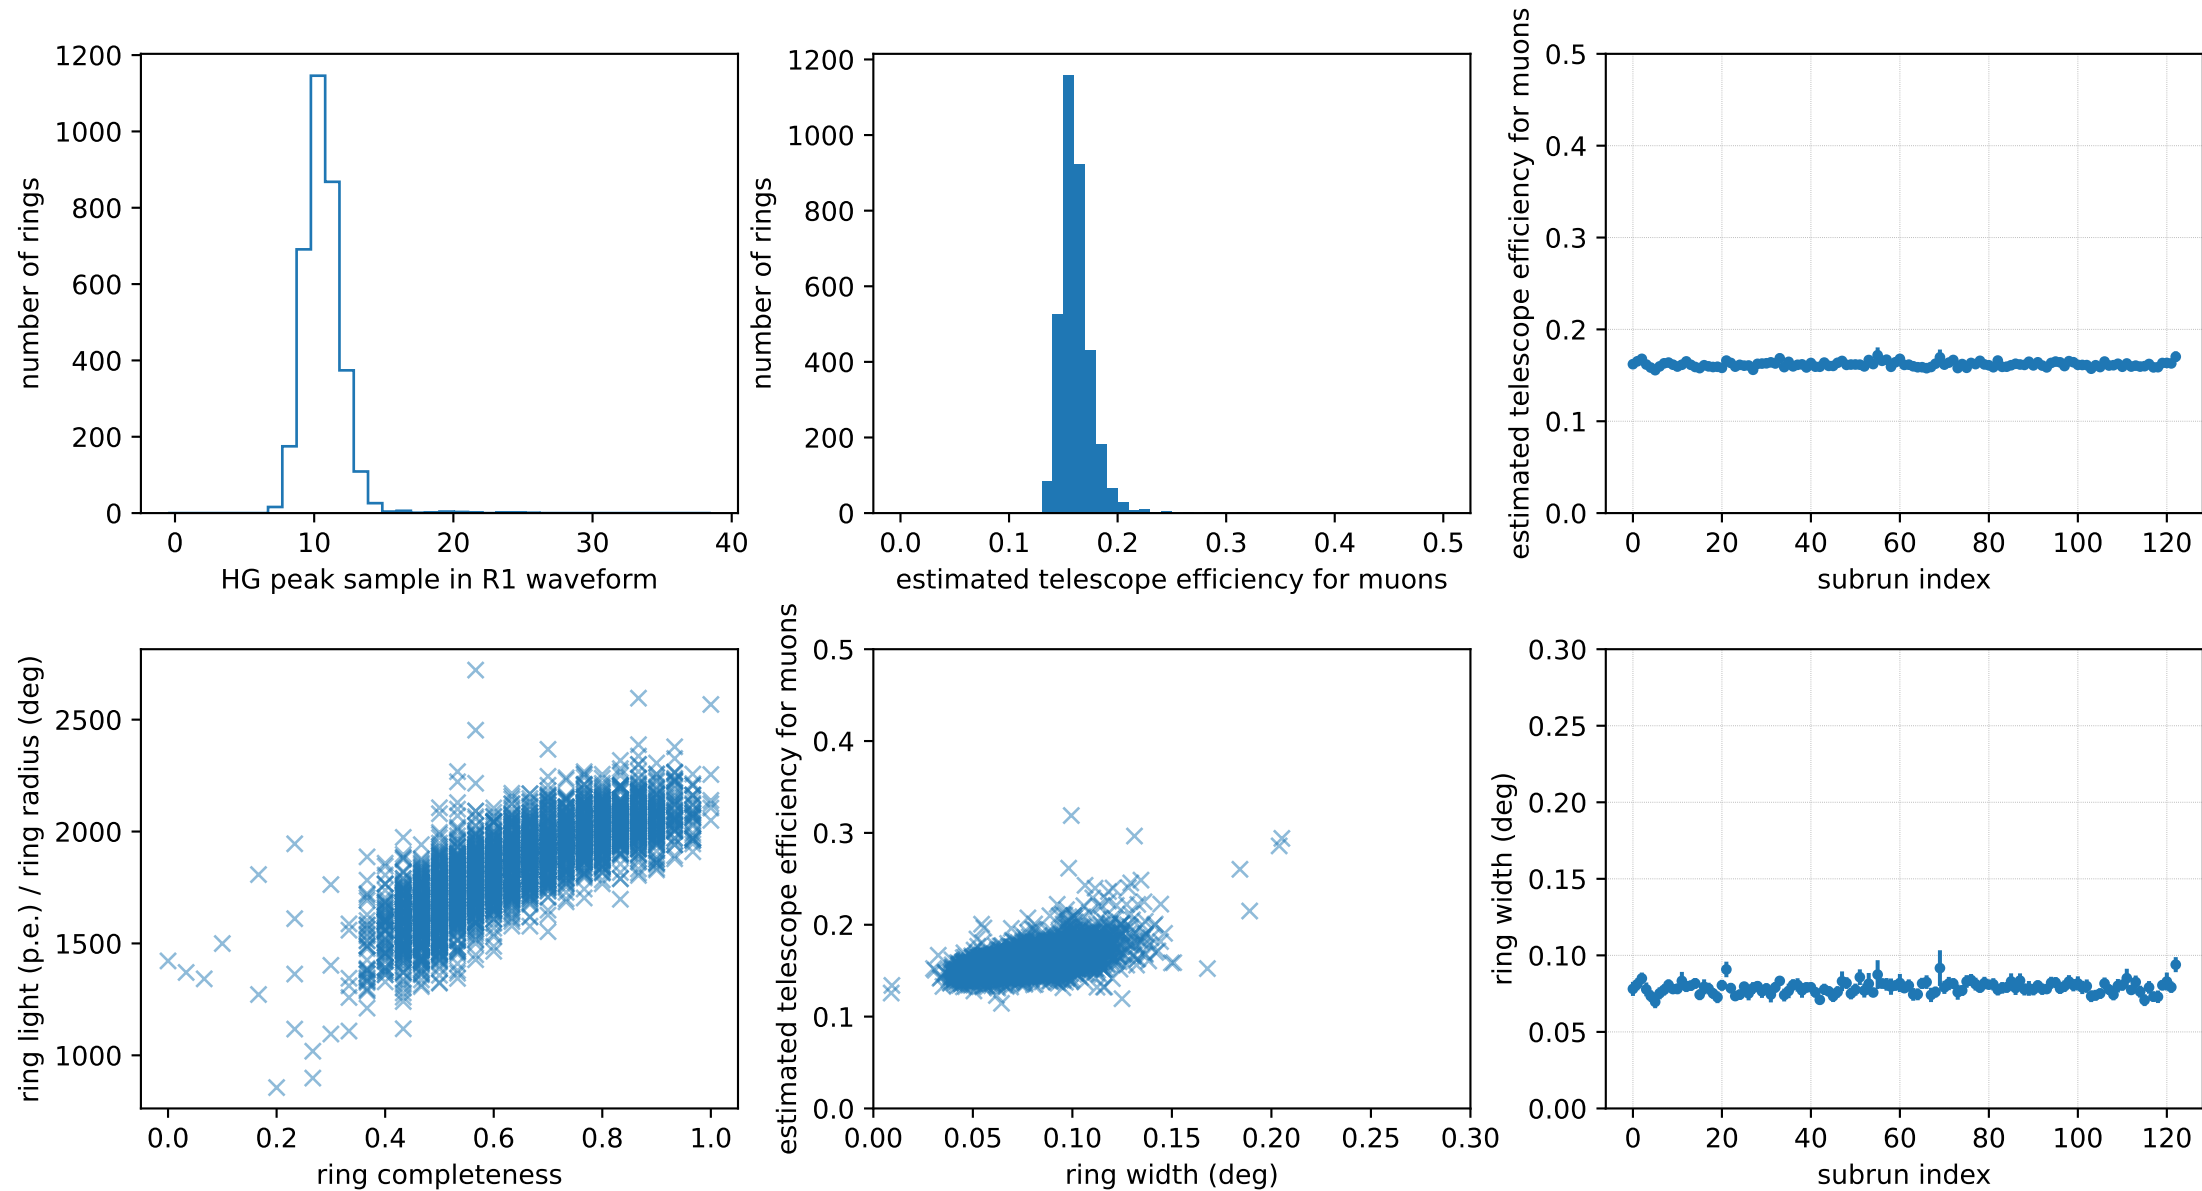 1200
1000
800
600
400
200
0
number of rings
0 10 20 30 40
HG peak sample in R1 waveform
1200
1000
800
600
400
200
0
number of rings
0.0 0.1 0.2 0.3 0.4 0.5
estimated telescope efficiency for muons
0.5
0.4
0.3
0.2
0.1
0.0
estimated telescope efficiency for muons
0 20 40 60 80 100 120
subrun index
2500
2000
1500
1000
ring light (p.e.) / ring radius (deg)
0.0 0.2 0.4 0.6 0.8 1.0
ring completeness
0.5
0.4
0.3
0.2
0.1
0.0
estimated telescope efficiency for muons
0.00 0.05 0.10 0.15 0.20 0.25 0.30
ring width (deg)
0.30
0.25
0.20
0.15
0.10
0.05
0.00
ring width (deg)
0 20 40 60 80 100 120
subrun index